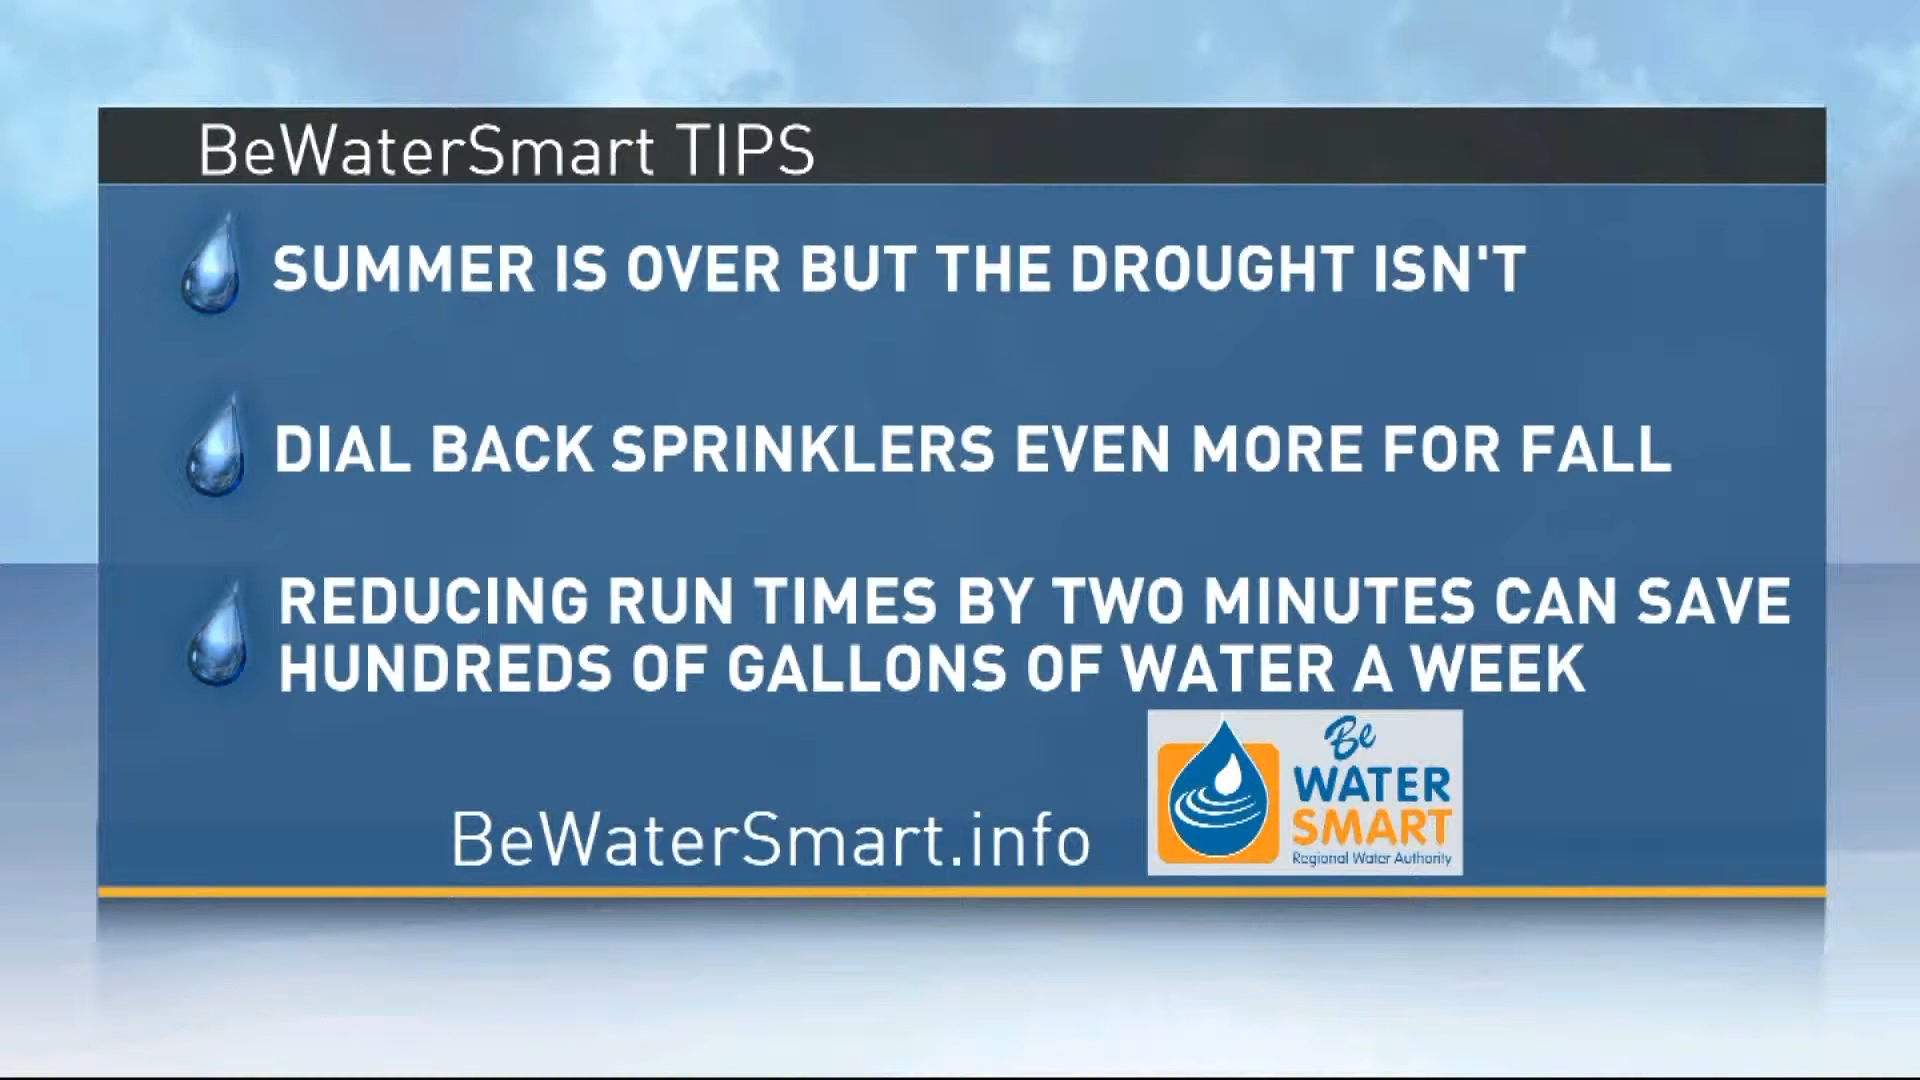 BeWaterSmart TIPS
SUMMER IS OVER BUT THE DROUGHT ISN'T
DIAL BACK SPRINKLERS EVEN MORE FOR FALL
REDUCING RUN TIMES BY TWO MINUTES CAN SAVE
HUNDREDS OF GALLONS OF WATER A WEEK
BeWaterSmart.info
Be
WATER
SMART
Regional Water Authority